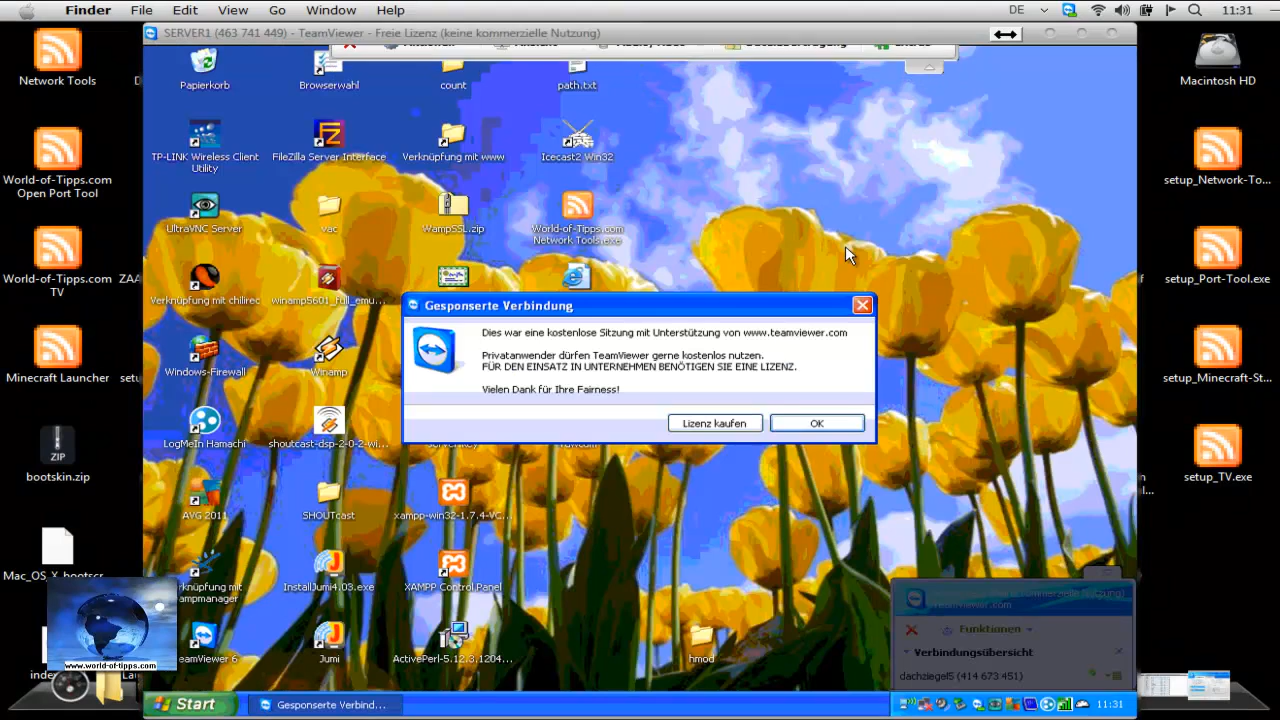 Finder File Edit View Go Window Help DE 11:31
SERVER1 (463 741 449) - TeamViewer - Freie Lizenz (keine kommerzielle Nutzung)
Network Tools
World-of-Tipps.com
Open Port Tool
World-of-Tipps.com
TV
ZAA
Minecraft Launcher
setu
ZIP
bootskin.zip
Mac_OS_X_bootscr
inde
Lau
Papierkorb
Browserwahl
count
path.txt
TP-LINK Wireless Client
Utility
FileZilla Server Interface
Verknüpfung mit www
Icecast2 Win32
UltraVNC Server
vac
WampSSL.zip
World-of-Tipps.com
Network Tools.exe
Verknüpfung mit chilirec
winamp5601_full_emu...
Windows-Firewall
Winamp
LogMeIn Hamachi
shoutcast-dsp-2-0-2-wi...
AVG 2011
SHOUTcast
xampp-win32-1.7.4-VC...
InstallJumi4.03.exe
XAMPP Control Panel
TeamViewer 6
Jumi
ActivePerl-5.12.3.1204...
hmod
Gesponserte Verbindung
Dies war eine kostenlose Sitzung mit Unterstützung von www.teamviewer.com
Privatanwender dürfen TeamViewer gerne kostenlos nutzen.
FÜR DEN EINSATZ IN UNTERNEHMEN BENÖTIGEN SIE EINE LIZENZ.
Vielen Dank für Ihre Fairness!
Lizenz kaufen
OK
Funktionen
Verbindungsübersicht
dachziegel5 (414 673 451)
Macintosh HD
setup_Network-To...
setup_Port-Tool.exe
setup_Minecraft-St...
setup_TV.exe
www.world-of-tipps.com
Start
Gesponserte Verbind...
11:31